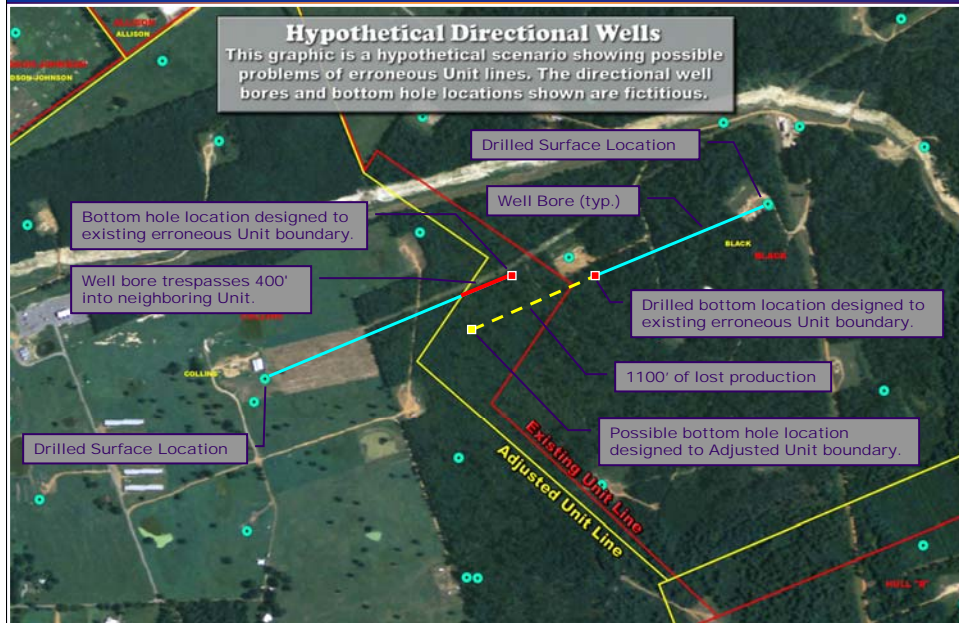 Hypothetical Directional Wells
This graphic is a hypothetical scenario showing possible
problems of erroneous Unit lines. The directional well
bores and bottom hole locations shown are fictitious.
ALLISON
ALLISON
DSON-JOHNSON
Drilled Surface Location
Well Bore (typ.)
Bottom hole location designed to
existing erroneous Unit boundary.
Well bore trespasses 400'
into neighboring Unit.
BLACK
BLACK
Drilled bottom location designed to
existing erroneous Unit boundary.
COLLINS
1100' of lost production
Drilled Surface Location
Possible bottom hole location
designed to Adjusted Unit boundary.
Existing Unit Line
Adjusted Unit Line
HULL "B"